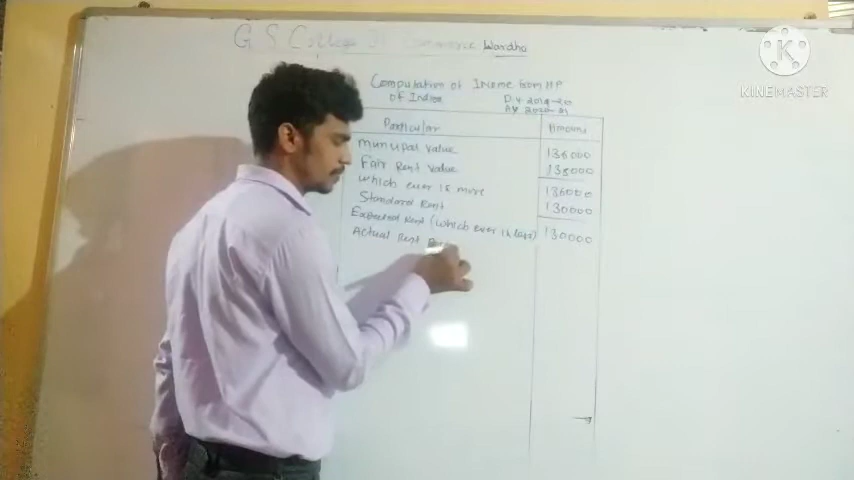 G S College Of Commerce Wardha
Computation of Income from HP
of Indira P.Y 2019-20
AY 2020-21
Particular Amount
Municipal value 136000
Fair Rent value 138000
which ever is more 136000
Standard Rent 130000
Expected Rent (which ever is less) 130000
Actual Rent
KINEMASTER